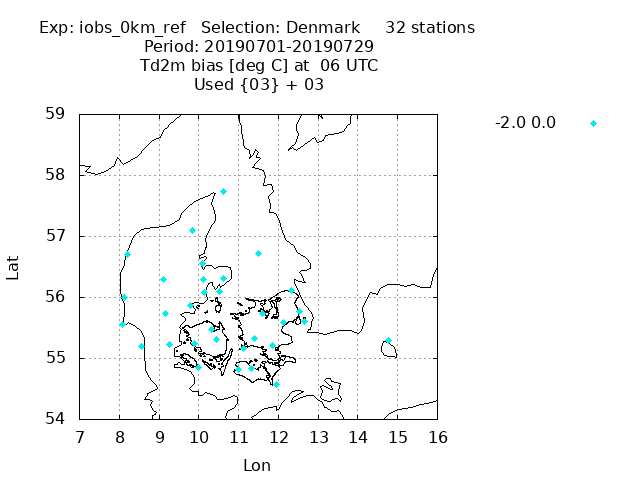 Exp: iobs_0km_ref   Selection: Denmark     32 stations
Period: 20190701-20190729
Td2m bias [deg C] at  06 UTC
Used {03} + 03
-2.0 0.0
59
58
57
56
55
54
Lat
7 8 9 10 11 12 13 14 15 16
Lon